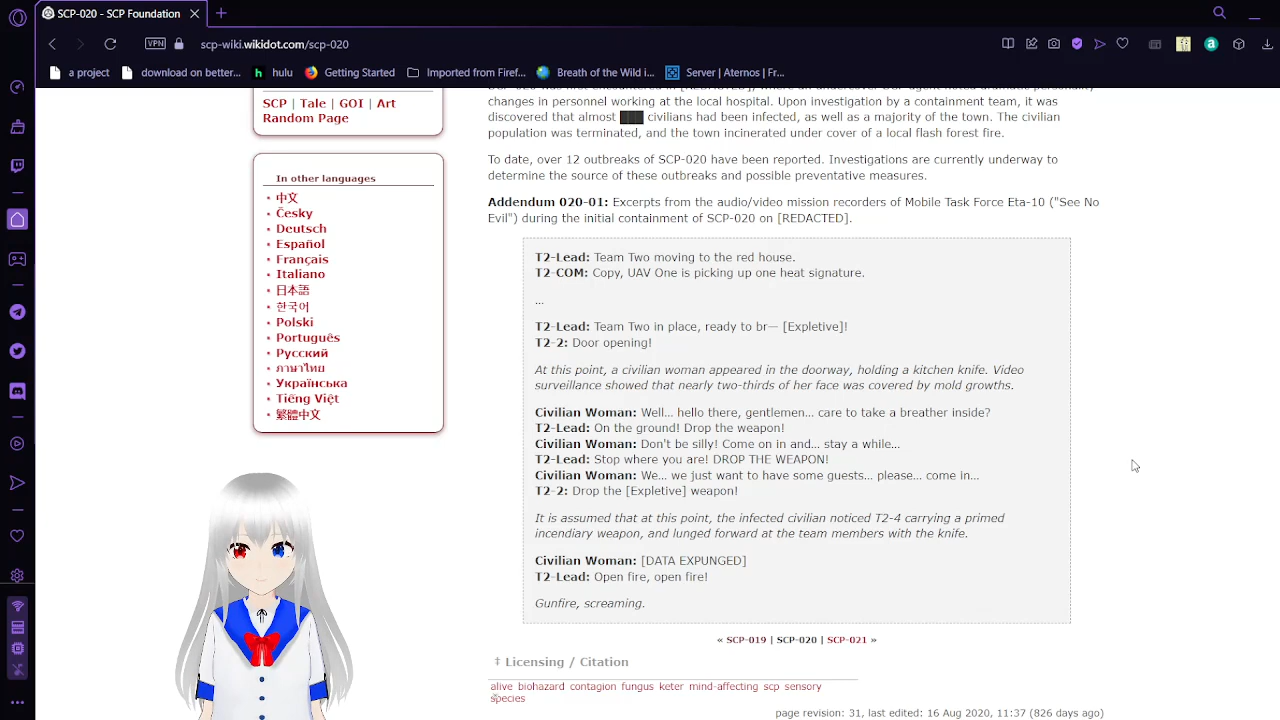 SCP-020 - SCP Foundation
VPN
scp-wiki.wikidot.com/scp-020
a project
download on better...
hulu
Getting Started
Imported from Firef...
Breath of the Wild i...
Server | Aternos | Fr...
SCP | Tale | GOI | Art
Random Page
In other languages
中文
Česky
Deutsch
Español
Français
Italiano
日本語
한국어
Polski
Português
Русский
ภาษาไทย
Українська
Tiếng Việt
繁體中文
changes in personnel working at the local hospital. Upon investigation by a containment team, it was
discovered that almost ███ civilians had been infected, as well as a majority of the town. The civilian
population was terminated, and the town incinerated under cover of a local flash forest fire.
To date, over 12 outbreaks of SCP-020 have been reported. Investigations are currently underway to
determine the source of these outbreaks and possible preventative measures.
Addendum 020-01: Excerpts from the audio/video mission recorders of Mobile Task Force Eta-10 ("See No
Evil") during the initial containment of SCP-020 on [REDACTED].
T2-Lead: Team Two moving to the red house.
T2-COM: Copy, UAV One is picking up one heat signature.
...
T2-Lead: Team Two in place, ready to br— [Expletive]!
T2-2: Door opening!
At this point, a civilian woman appeared in the doorway, holding a kitchen knife. Video
surveillance showed that nearly two-thirds of her face was covered by mold growths.
Civilian Woman: Well... hello there, gentlemen... care to take a breather inside?
T2-Lead: On the ground! Drop the weapon!
Civilian Woman: Don't be silly! Come on in and... stay a while...
T2-Lead: Stop where you are! DROP THE WEAPON!
Civilian Woman: We... we just want to have some guests... please... come in...
T2-2: Drop the [Expletive] weapon!
It is assumed that at this point, the infected civilian noticed T2-4 carrying a primed
incendiary weapon, and lunged forward at the team members with the knife.
Civilian Woman: [DATA EXPUNGED]
T2-Lead: Open fire, open fire!
Gunfire, screaming.
« SCP-019 | SCP-020 | SCP-021 »
‡ Licensing / Citation
alive biohazard contagion fungus keter mind-affecting scp sensory
species
page revision: 31, last edited: 16 Aug 2020, 11:37 (826 days ago)